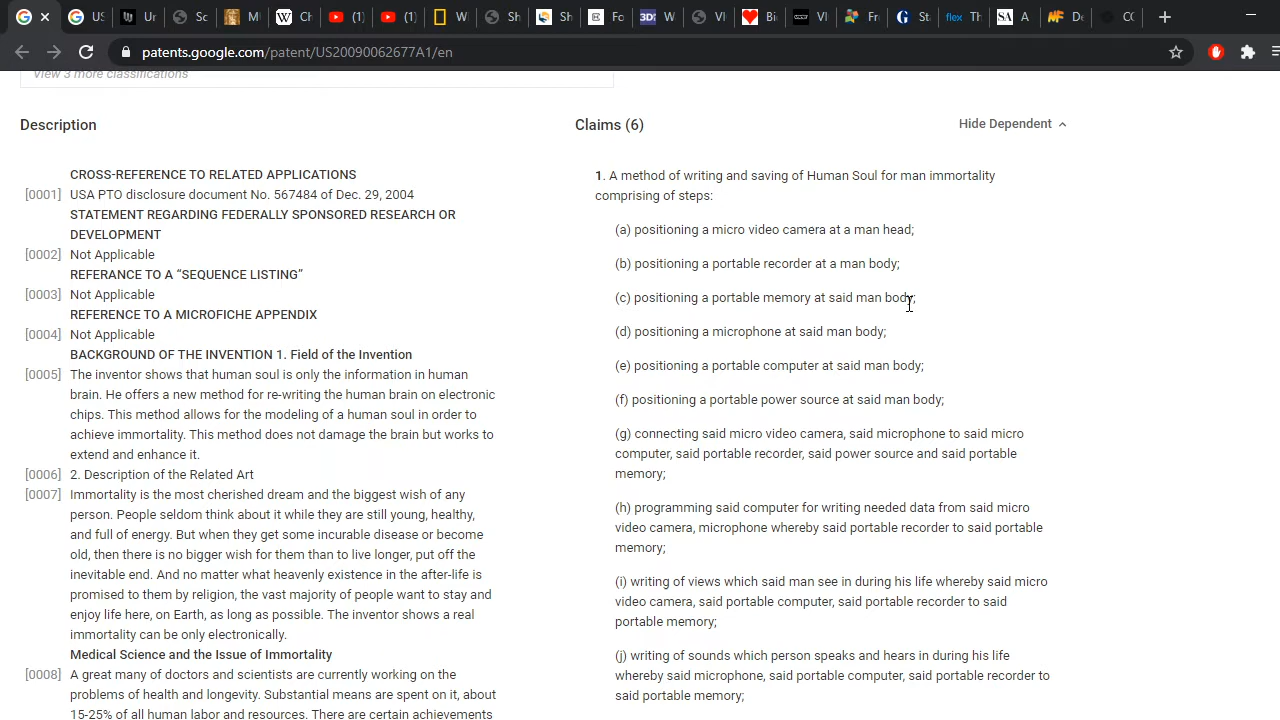 US
Ur
Sc
M
W
Ch
(1)
(1)
W
Sh
Sh
Fo
3D
W
VI
Bi
VI
Fr
G
St
flex
Th
SA
A
De
CC
patents.google.com/patent/US20090062677A1/en
View 3 more classifications
Description
CROSS-REFERENCE TO RELATED APPLICATIONS
[0001] USA PTO disclosure document No. 567484 of Dec. 29, 2004
STATEMENT REGARDING FEDERALLY SPONSORED RESEARCH OR
DEVELOPMENT
[0002] Not Applicable
REFERANCE TO A “SEQUENCE LISTING”
[0003] Not Applicable
REFERENCE TO A MICROFICHE APPENDIX
[0004] Not Applicable
BACKGROUND OF THE INVENTION 1. Field of the Invention
[0005] The inventor shows that human soul is only the information in human
brain. He offers a new method for re-writing the human brain on electronic
chips. This method allows for the modeling of a human soul in order to
achieve immortality. This method does not damage the brain but works to
extend and enhance it.
[0006] 2. Description of the Related Art
[0007] Immortality is the most cherished dream and the biggest wish of any
person. People seldom think about it while they are still young, healthy,
and full of energy. But when they get some incurable disease or become
old, then there is no bigger wish for them than to live longer, put off the
inevitable end. And no matter what heavenly existence in the after-life is
promised to them by religion, the vast majority of people want to stay and
enjoy life here, on Earth, as long as possible. The inventor shows a real
immortality can be only electronically.
Medical Science and the Issue of Immortality
[0008] A great many of doctors and scientists are currently working on the
problems of health and longevity. Substantial means are spent on it, about
15-25% of all human labor and resources. There are certain achievements
Claims (6)
Hide Dependent
1. A method of writing and saving of Human Soul for man immortality
comprising of steps:
(a) positioning a micro video camera at a man head;
(b) positioning a portable recorder at a man body;
(c) positioning a portable memory at said man body;
(d) positioning a microphone at said man body;
(e) positioning a portable computer at said man body;
(f) positioning a portable power source at said man body;
(g) connecting said micro video camera, said microphone to said micro
computer, said portable recorder, said power source and said portable
memory;
(h) programming said computer for writing needed data from said micro
video camera, microphone whereby said portable recorder to said portable
memory;
(i) writing of views which said man see in during his life whereby said micro
video camera, said portable computer, said portable recorder to said
portable memory;
(j) writing of sounds which person speaks and hears in during his life
whereby said microphone, said portable computer, said portable recorder to
said portable memory;